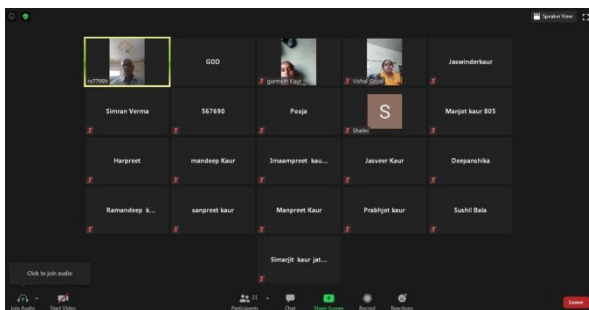 Speaker View
GOD
gurmeet Kaur
Vishal Goyal
Jaswinderkaur
Simran Verma
567690
Pooja
S
Shalini
Manjot kaur 805
Harpreet
mandeep Kaur
Imaampreet kau...
Jasveer Kaur
Deepanshika
Ramandeep k...
sanpreet kaur
Manpreet Kaur
Prabhjot kaur
Sushil Bala
Simarjit kaur jat...
Click to join audio
Join Audio
Start Video
Participants
Chat
Share Screen
Record
Reactions
Leave